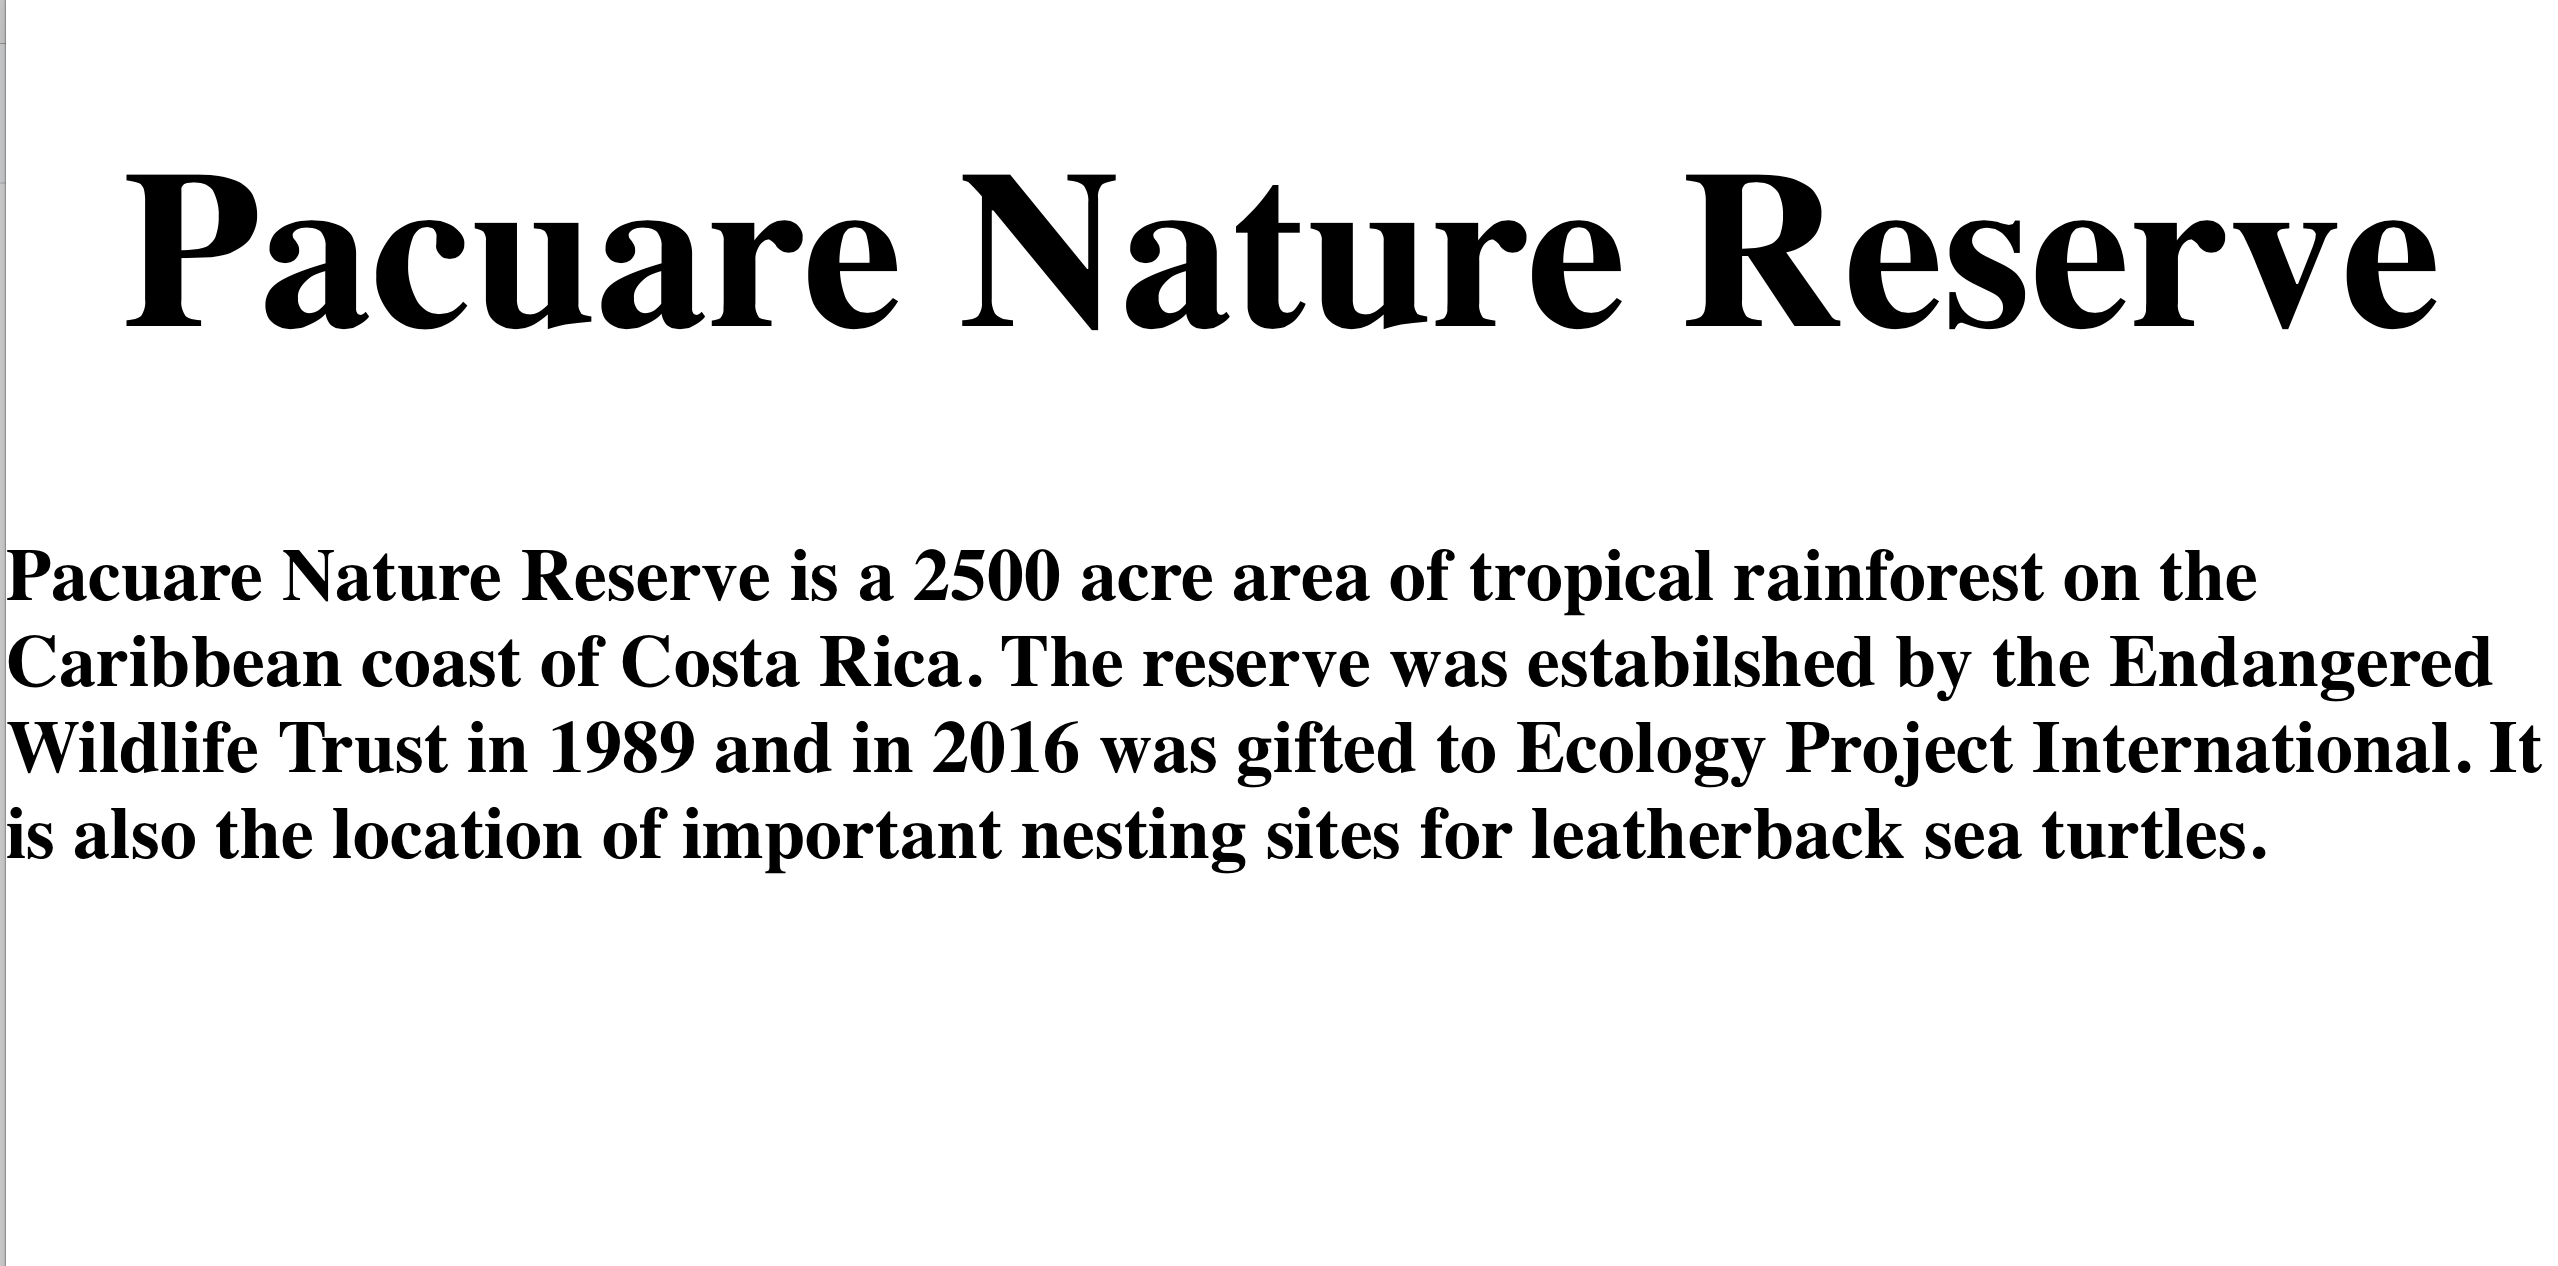 Pacuare Nature Reserve
Pacuare Nature Reserve is a 2500 acre area of tropical rainforest on the
Caribbean coast of Costa Rica. The reserve was estabilshed by the Endangered
Wildlife Trust in 1989 and in 2016 was gifted to Ecology Project International. It
is also the location of important nesting sites for leatherback sea turtles.